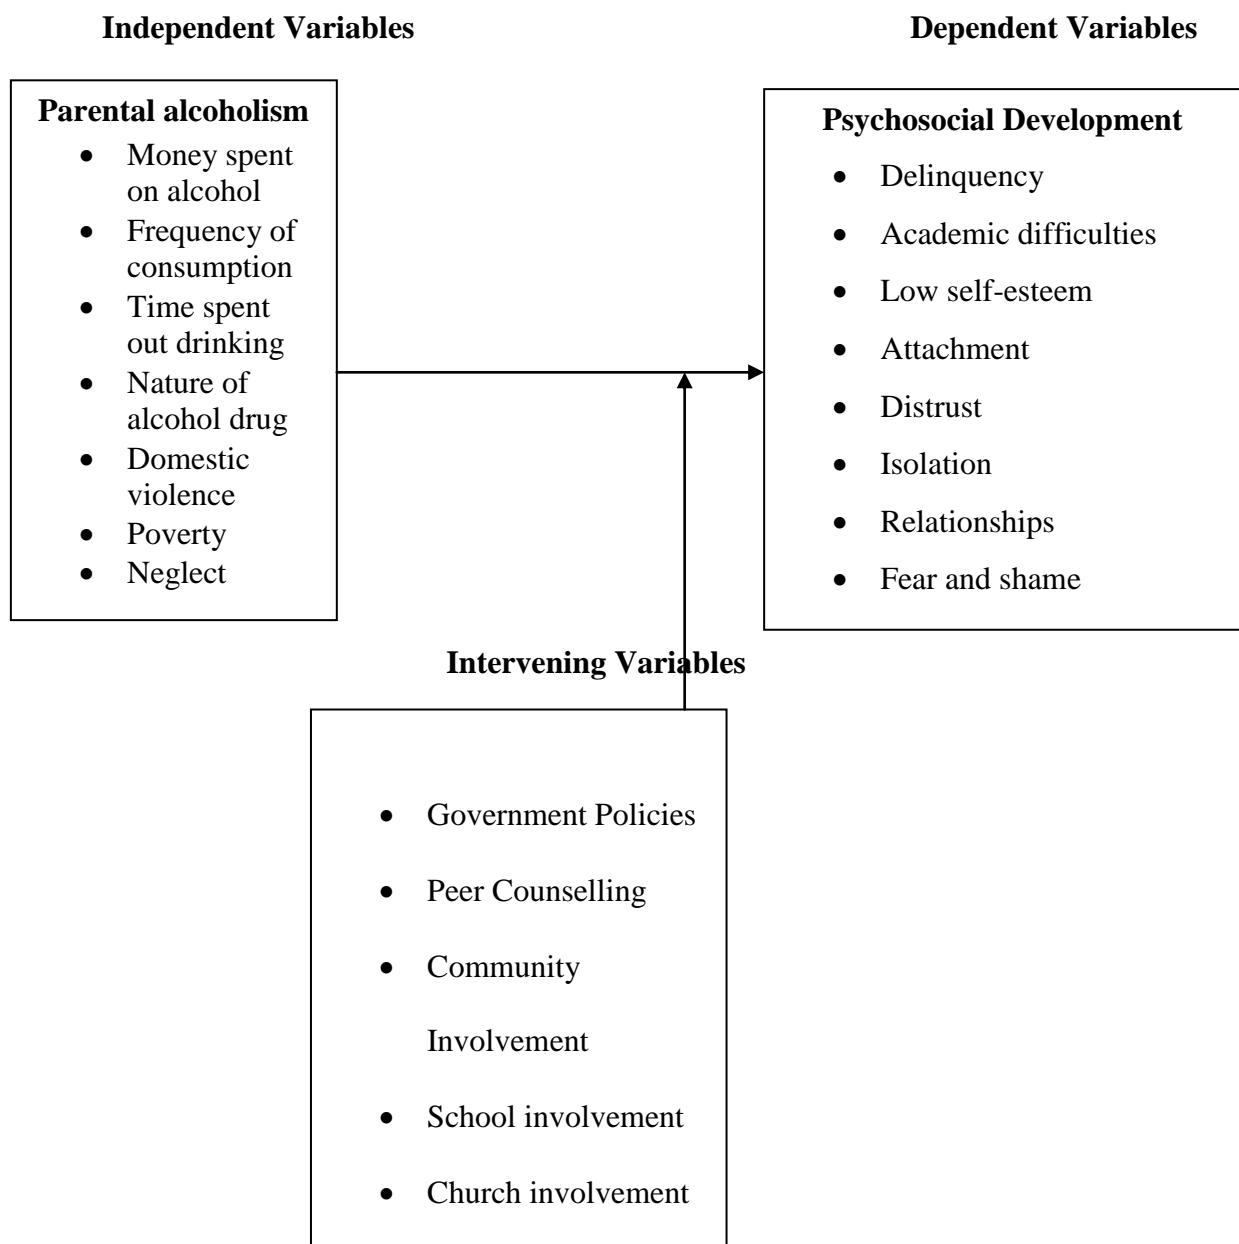 Independent Variables
Dependent Variables
Parental alcoholism
• Money spent
on alcohol
• Frequency of
consumption
• Time spent
out drinking
• Nature of
alcohol drug
• Domestic
violence
• Poverty
• Neglect
Psychosocial Development
• Delinquency
• Academic difficulties
• Low self-esteem
• Attachment
• Distrust
• Isolation
• Relationships
• Fear and shame
Intervening Variables
• Government Policies
• Peer Counselling
• Community
Involvement
• School involvement
• Church involvement